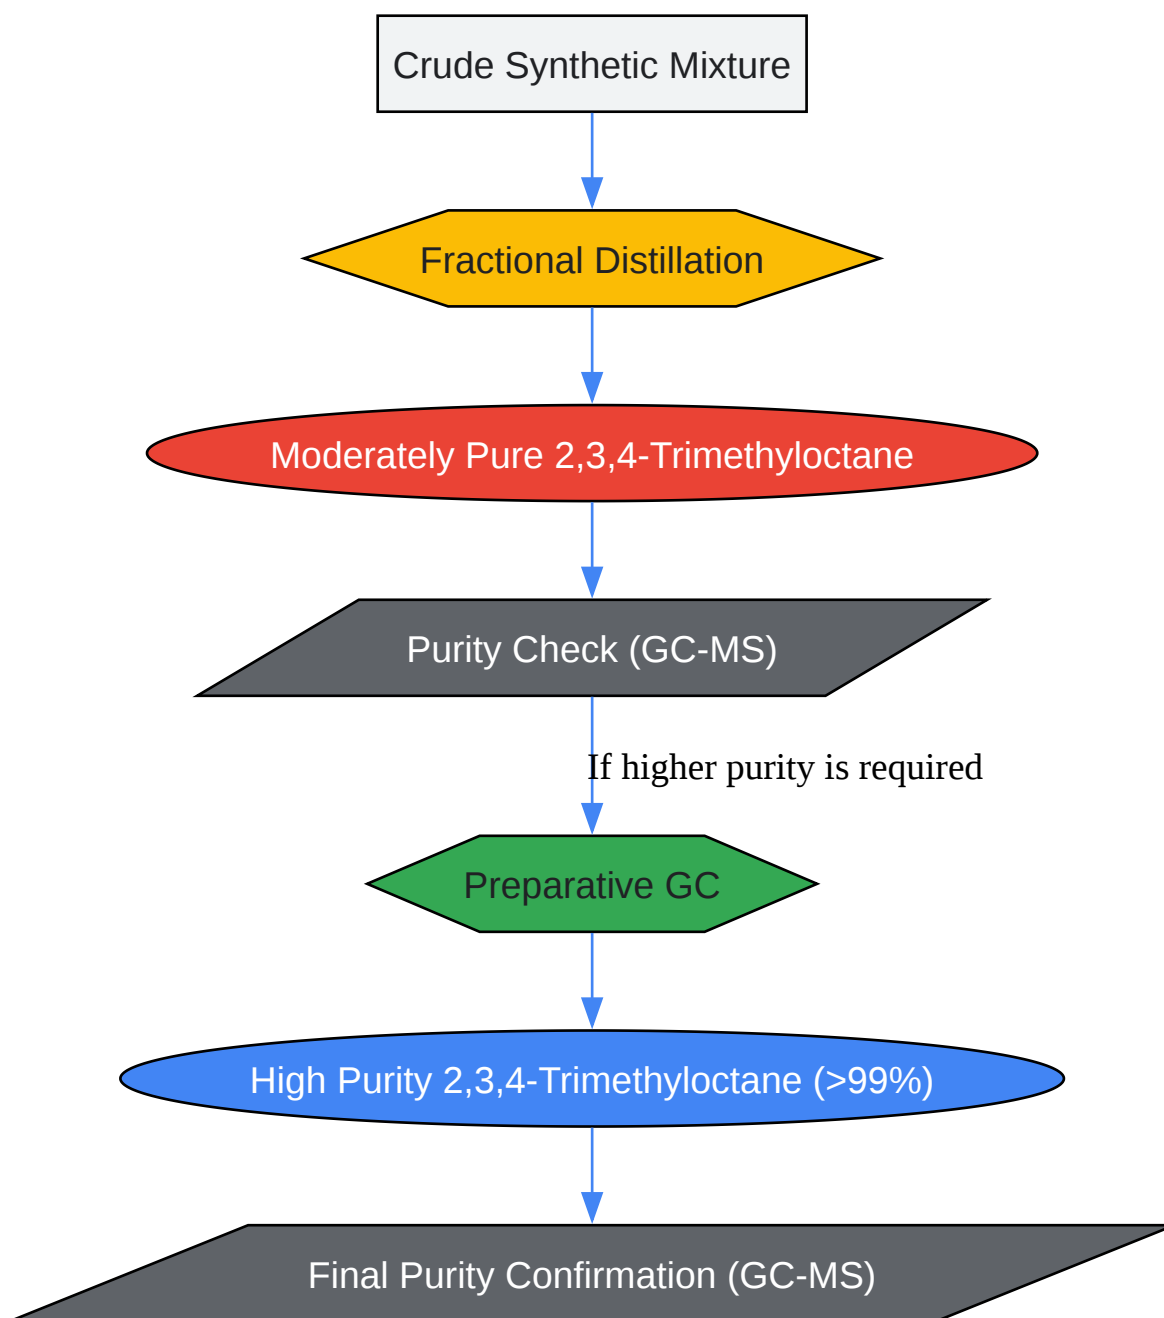 Crude Synthetic Mixture
Fractional Distillation
Moderately Pure 2,3,4-Trimethyloctane
Purity Check (GC-MS)
If higher purity is required
Preparative GC
High Purity 2,3,4-Trimethyloctane (>99%)
Final Purity Confirmation (GC-MS)